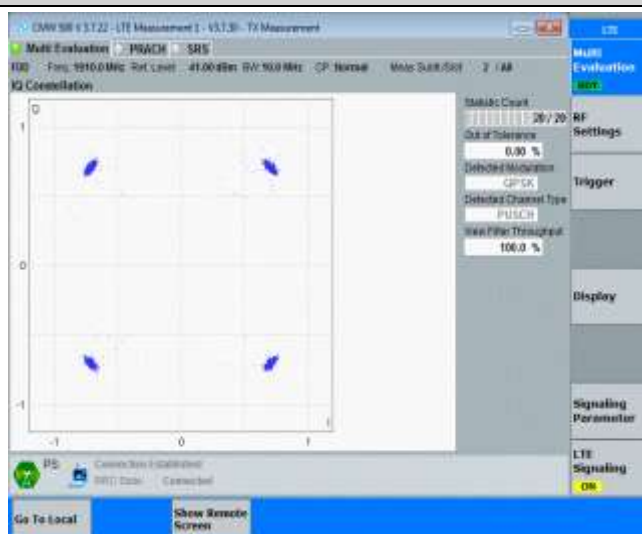 CMW 500 V 3.7.22 - LTE Measurement 1 - V3.7.30 - TX Measurement
Multi Evaluation PRACH SRS
FDD Freq: 1910.0 MHz Ref. Level: 41.00 dBm BW: 10.0 MHz CP: Normal Meas Subfr./Slot 2 / All
IQ Constellation
Q
1
0
-1
-1 0 1
I
Statistic Count
20 / 20
Out of Tolerance
0.00 %
Detected Modulation
QPSK
Detected Channel Type
PUSCH
View Filter Throughput
100.0 %
PS: Connection Established
RRC State: Connected
LTE
Multi
Evaluation
RDY
RF
Settings
Trigger
Display
Signaling
Parameter
LTE
Signaling
ON
Go To Local
Show Remote
Screen